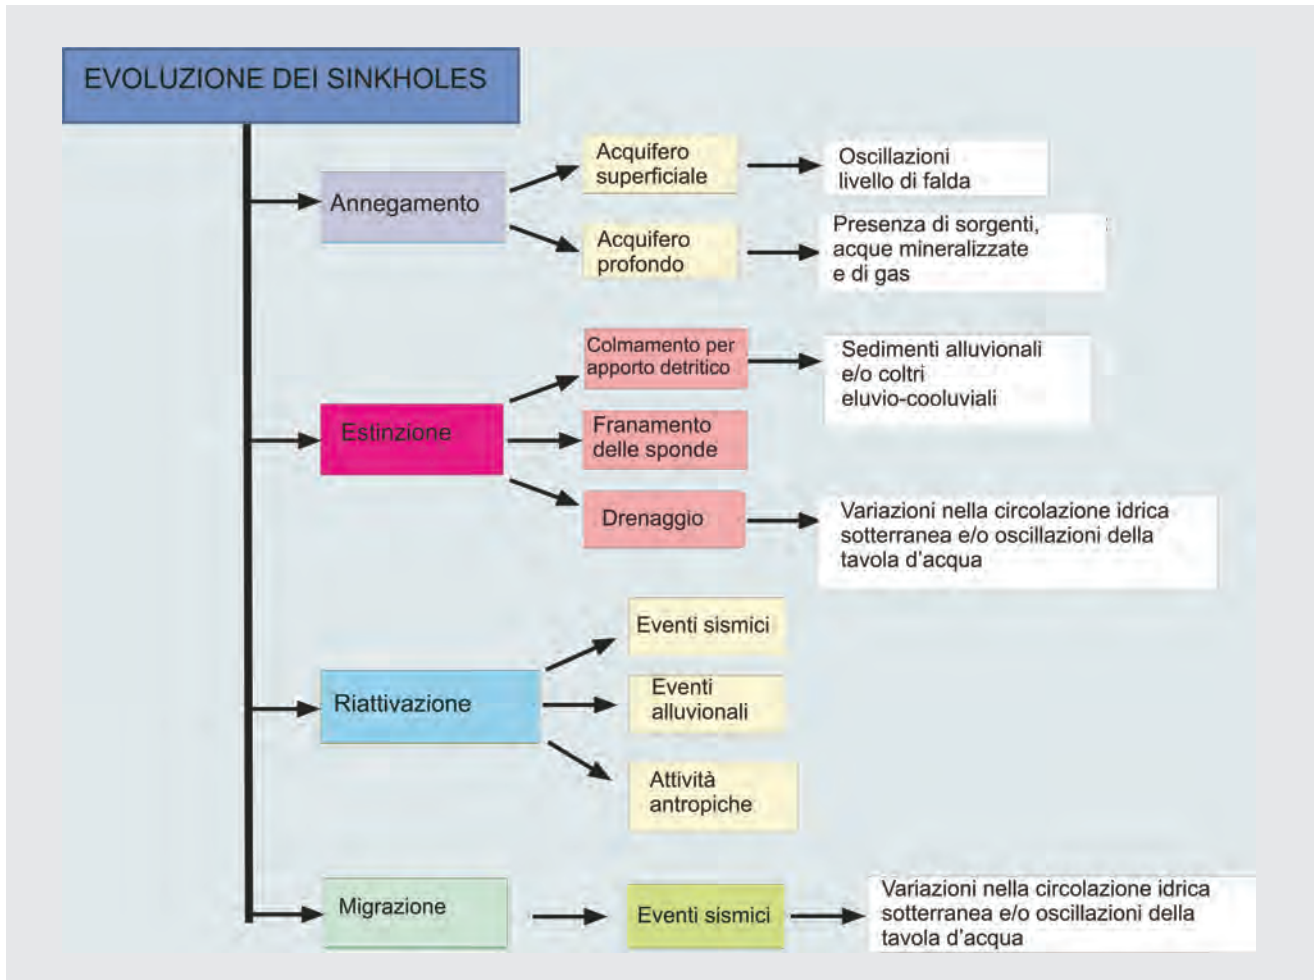 EVOLUZIONE DEI SINKHOLES
Annegamento
Acquifero
superficiale
Oscillazioni
livello di falda
Acquifero
profondo
Presenza di sorgenti,
acque mineralizzate
e di gas
Estinzione
Colmamento per
apporto detritico
Sedimenti alluvionali
e/o coltri
eluvio-cooluviali
Franamento
delle sponde
Drenaggio
Variazioni nella circolazione idrica
sotterranea e/o oscillazioni della
tavola d'acqua
Riattivazione
Eventi sismici
Eventi
alluvionali
Attività
antropiche
Migrazione
Eventi sismici
Variazioni nella circolazione idrica
sotterranea e/o oscillazioni della
tavola d'acqua